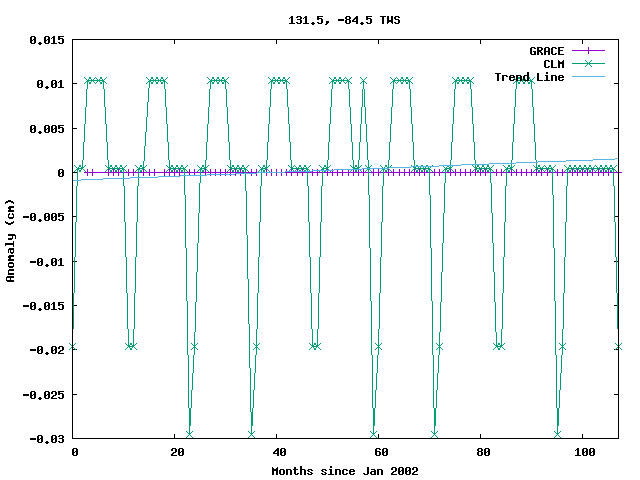 131.5, -84.5 TWS
GRACE
CLM
Trend Line
0.015
0.01
0.005
0
-0.005
-0.01
-0.015
-0.02
-0.025
-0.03
Anomaly (cm)
0 20 40 60 80 100
Months since Jan 2002